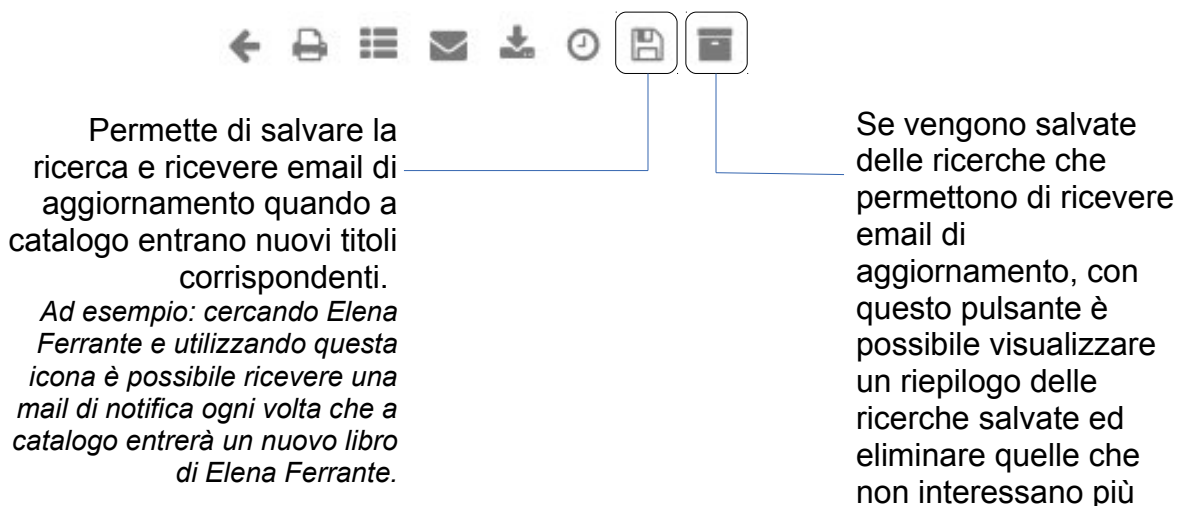 Permette di salvare la
ricerca e ricevere email di
aggiornamento quando a
catalogo entrano nuovi titoli
corrispondenti.
Ad esempio: cercando Elena
Ferrante e utilizzando questa
icona è possibile ricevere una
mail di notifica ogni volta che a
catalogo entrerà un nuovo libro
di Elena Ferrante.
Se vengono salvate
delle ricerche che
permettono di ricevere
email di
aggiornamento, con
questo pulsante è
possibile visualizzare
un riepilogo delle
ricerche salvate ed
eliminare quelle che
non interessano più